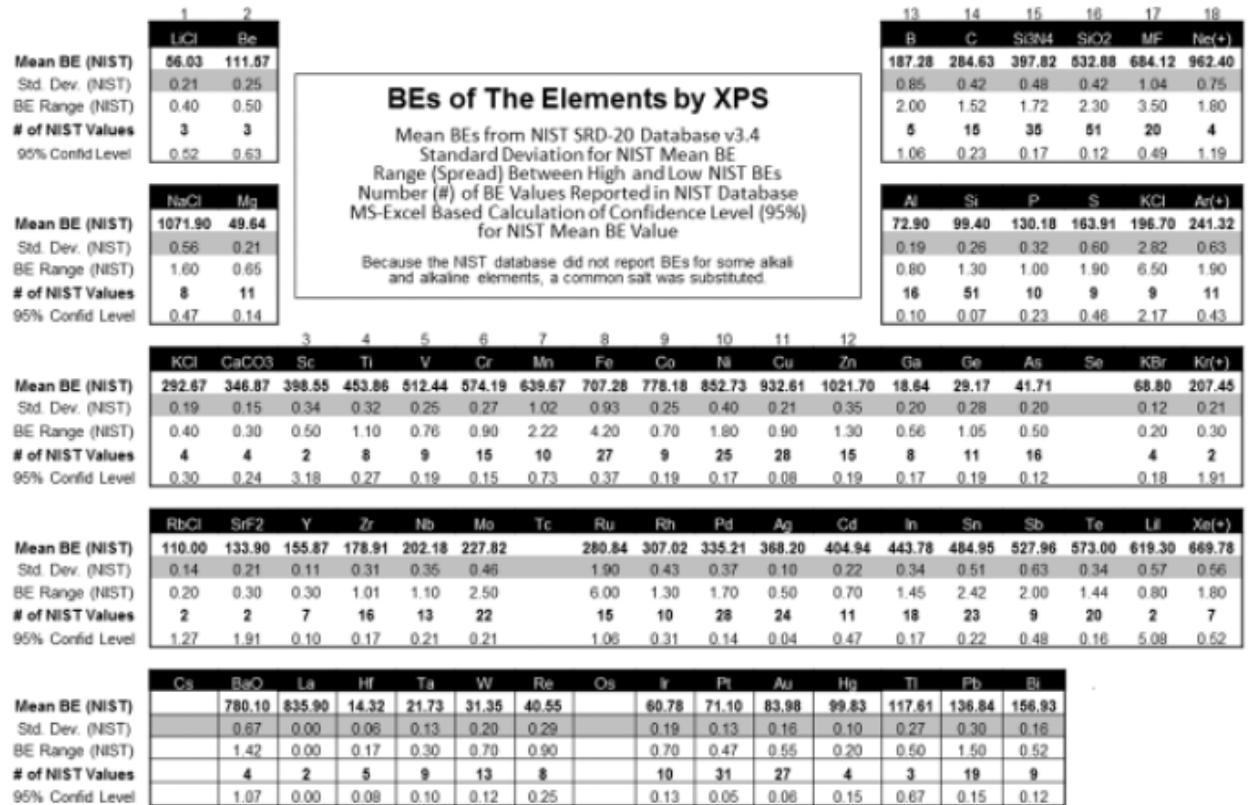 1 2 13 14 15 16 17 18
LiCl Be B C Si3N4 SiO2 MF Ne(+)
Mean BE (NIST) 56.03 111.57 187.28 284.63 397.82 532.88 684.12 962.40
Std. Dev. (NIST) 0.21 0.25 0.85 0.42 0.48 0.42 1.04 0.75
BE Range (NIST) 0.40 0.50 2.00 1.52 1.72 2.30 3.50 1.80
# of NIST Values 3 3 5 15 35 51 20 4
95% Confid Level 0.52 0.63 1.06 0.23 0.17 0.12 0.49 1.19
BEs of The Elements by XPS
Mean BEs from NIST SRD-20 Database v3.4
Standard Deviation for NIST Mean BE
Range (Spread) Between High and Low NIST BEs
Number (#) of BE Values Reported in NIST Database
MS-Excel Based Calculation of Confidence Level (95%)
for NIST Mean BE Value
Because the NIST database did not report BEs for some alkali
and alkaline elements, a common salt was substituted.
NaCl Mg Al Si P S KCl Ar(+)
Mean BE (NIST) 1071.90 49.64 72.90 99.40 130.18 163.91 196.70 241.32
Std. Dev. (NIST) 0.56 0.21 0.19 0.26 0.32 0.60 2.82 0.63
BE Range (NIST) 1.60 0.65 0.80 1.30 1.00 1.90 6.50 1.90
# of NIST Values 8 11 16 51 10 9 9 11
95% Confid Level 0.47 0.14 0.10 0.07 0.23 0.46 2.17 0.43
3 4 5 6 7 8 9 10 11 12
KCl CaCO3 Sc Ti V Cr Mn Fe Co Ni Cu Zn Ga Ge As Se KBr Kr(+)
Mean BE (NIST) 292.67 346.87 398.55 453.86 512.44 574.19 639.67 707.28 778.18 852.73 932.61 1021.70 18.64 29.17 41.71 68.80 207.45
Std. Dev. (NIST) 0.19 0.15 0.34 0.32 0.25 0.27 1.02 0.93 0.25 0.40 0.21 0.35 0.20 0.28 0.20 0.12 0.21
BE Range (NIST) 0.40 0.30 0.50 1.10 0.76 0.90 2.22 4.20 0.70 1.80 0.90 1.30 0.56 1.05 0.50 0.20 0.30
# of NIST Values 4 4 2 8 9 15 10 27 9 25 28 15 8 11 16 4 2
95% Confid Level 0.30 0.24 3.18 0.27 0.19 0.15 0.73 0.37 0.19 0.17 0.08 0.19 0.17 0.19 0.12 0.18 1.91
RbCl SrF2 Y Zr Nb Mo Tc Ru Rh Pd Ag Cd In Sn Sb Te LiI Xe(+)
Mean BE (NIST) 110.00 133.90 155.87 178.91 202.18 227.82 280.84 307.02 335.21 368.20 404.94 443.78 484.95 527.96 573.00 619.30 669.78
Std. Dev. (NIST) 0.14 0.21 0.11 0.31 0.35 0.46 1.90 0.43 0.37 0.10 0.22 0.34 0.51 0.63 0.34 0.57 0.56
BE Range (NIST) 0.20 0.30 0.30 1.01 1.10 2.50 6.00 1.30 1.70 0.50 0.70 1.45 2.42 2.00 1.44 0.80 1.80
# of NIST Values 2 2 7 16 13 22 15 10 28 24 11 18 23 9 20 2 7
95% Confid Level 1.27 1.91 0.10 0.17 0.21 0.21 1.06 0.31 0.14 0.04 0.47 0.17 0.22 0.48 0.16 5.08 0.52
Cs BaO La Hf Ta W Re Os Ir Pt Au Hg Tl Pb Bi
Mean BE (NIST) 780.10 835.90 14.32 21.73 31.35 40.55 60.78 71.10 83.98 99.83 117.61 136.84 156.93
Std. Dev. (NIST) 0.67 0.00 0.06 0.13 0.20 0.29 0.19 0.13 0.16 0.10 0.27 0.30 0.16
BE Range (NIST) 1.42 0.00 0.17 0.30 0.70 0.90 0.70 0.47 0.55 0.20 0.50 1.50 0.52
# of NIST Values 4 2 5 9 13 8 10 31 27 4 3 19 9
95% Confid Level 1.07 0.00 0.08 0.10 0.12 0.25 0.13 0.05 0.06 0.15 0.67 0.15 0.12